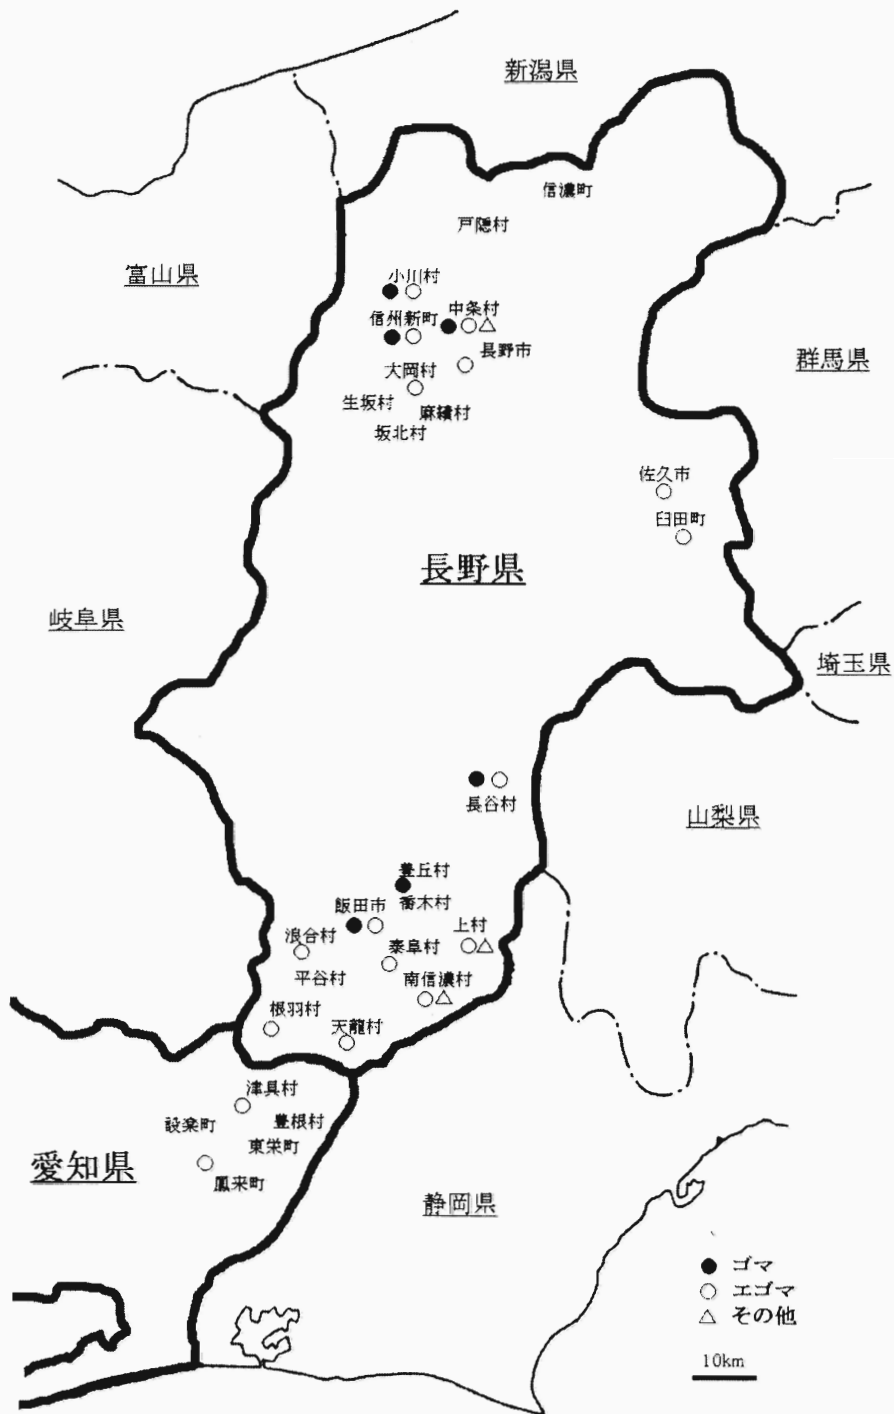 新潟県
信濃町
戸隠村
富山県
小川村
信州新町
中条村
長野市
群馬県
大岡村
生坂村
麻績村
坂北村
佐久市
臼田町
長野県
岐阜県
埼玉県
長谷村
山梨県
豊丘村
喬木村
飯田市
上村
浪合村
泰阜村
平谷村
南信濃村
根羽村
天龍村
津具村
設楽町
豊根村
東栄町
愛知県
鳳来町
静岡県
ゴマ
エゴマ
その他
10km